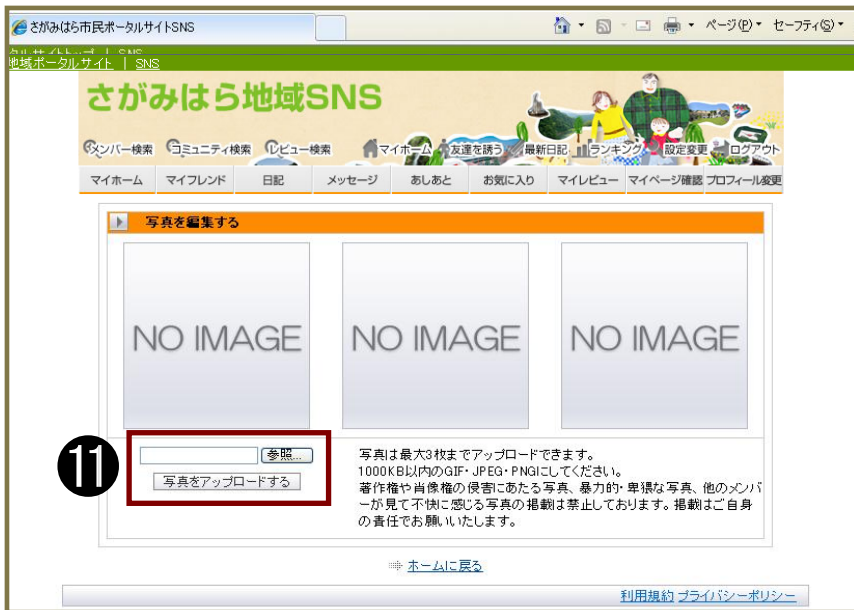 さがみはら市民ポータルサイトSNS
ページ(P) セーフティ(S)
地域ポータルサイト | SNS
さがみはら地域SNS
メンバー検索 コミュニティ検索 レビュー検索 マイホーム 友達を誘う 最新日記 ランキング 設定変更 ログアウト
マイホーム マイフレンド 日記 メッセージ あしあと お気に入り マイレビュー マイページ確認 プロフィール変更
写真を編集する
NO IMAGE NO IMAGE NO IMAGE
⓫
参照...
写真をアップロードする
写真は最大3枚までアップロードできます。
1000KB以内のGIF・JPEG・PNGにしてください。
著作権や肖像権の侵害にあたる写真、暴力的・卑猥な写真、他のメンバ
ーが見て不快に感じる写真の掲載は禁止しております。掲載はご自身
の責任でお願いいたします。
ホームに戻る
利用規約 プライバシーポリシー